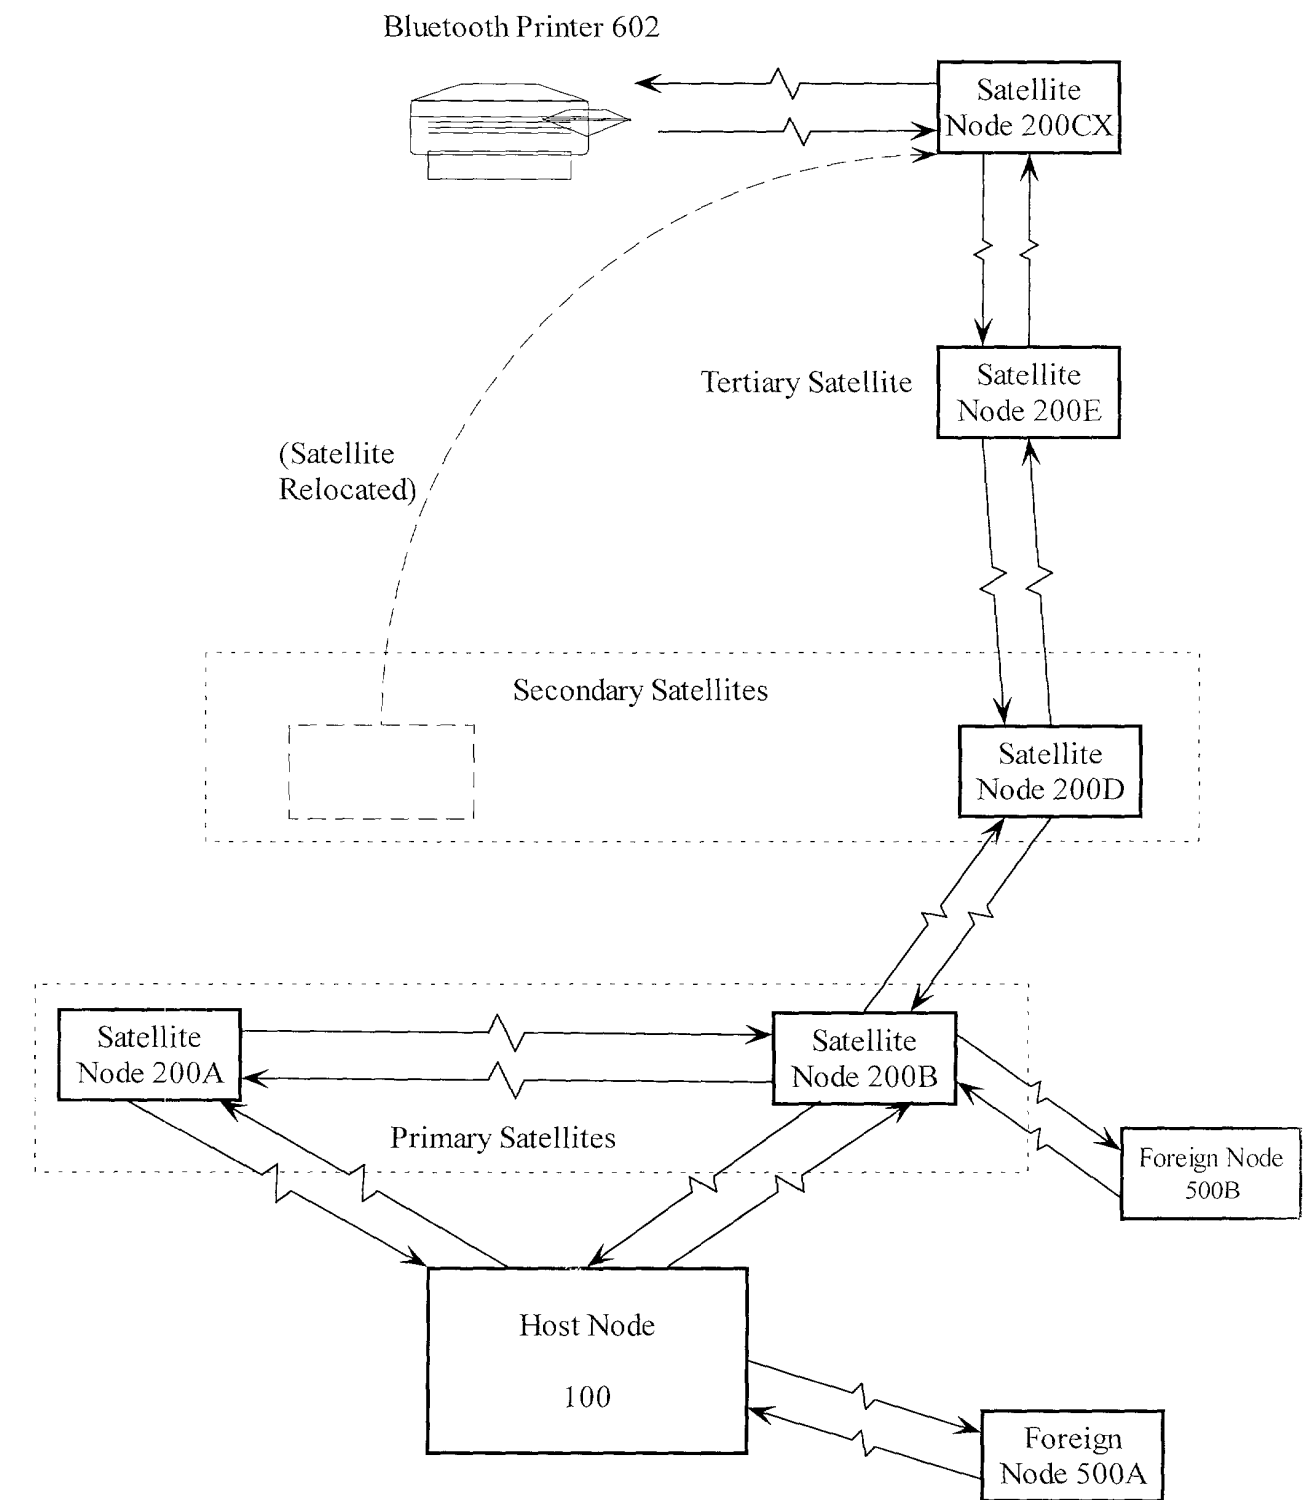 Bluetooth Printer 602
Satellite
Node 200CX
Tertiary Satellite
Satellite
Node 200E
(Satellite
Relocated)
Secondary Satellites
Satellite
Node 200D
Satellite
Node 200A
Satellite
Node 200B
Primary Satellites
Foreign Node
500B
Host Node
100
Foreign
Node 500A